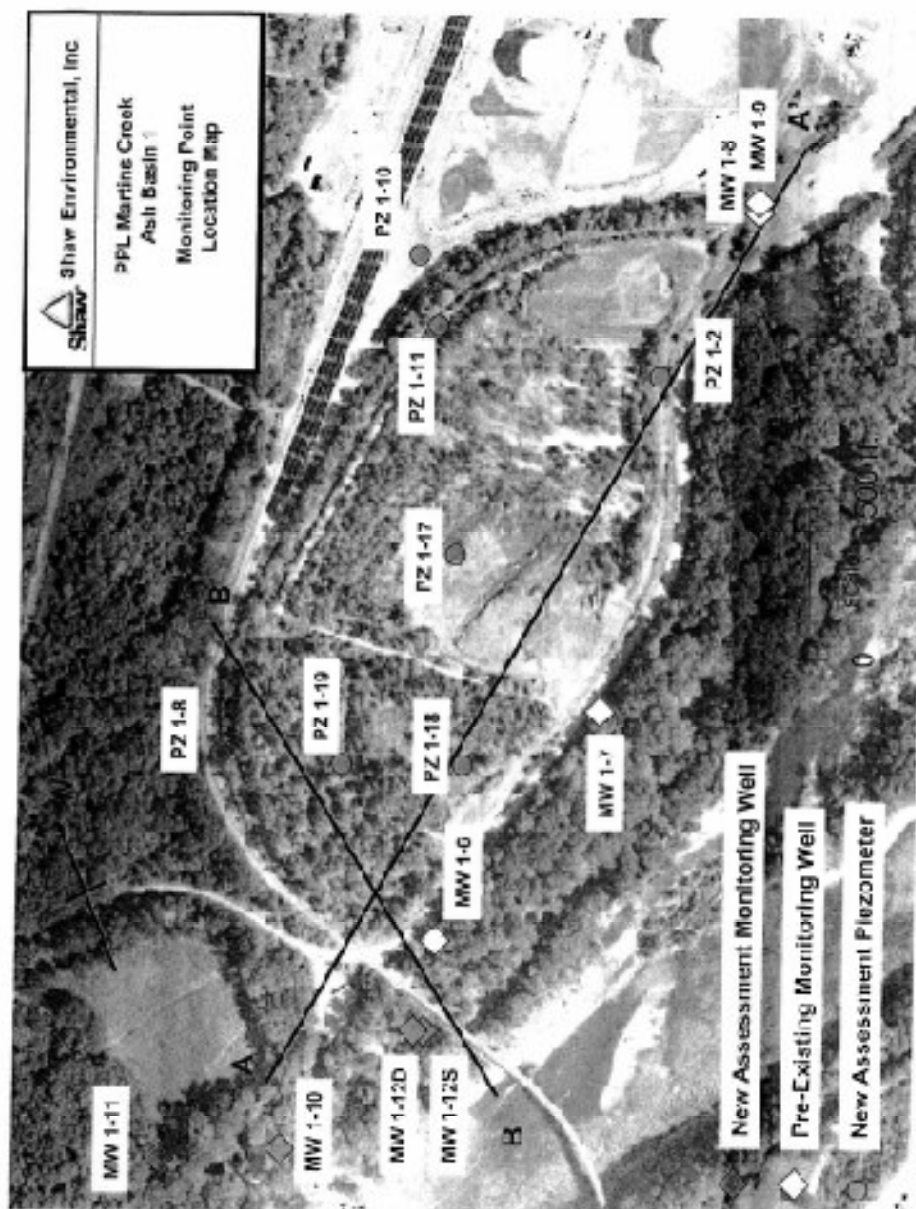 Shaw
Shaw Environmental, Inc
PPL Martins Creek
Ash Basin 1
Monitoring Point
Location Map
MW 1-11
A
MW 1-10
MW 1-12D
MW 1-12S
B
MW 1-6
PZ 1-8
PZ 1-19
PZ 1-18
B
MW 1-7
PZ 1-17
PZ 1-11
PZ 1-10
PZ 1-2
MW 1-8
MW 1-9
A'
New Assessment Monitoring Well
Pre-Existing Monitoring Well
New Assessment Piezometer
0